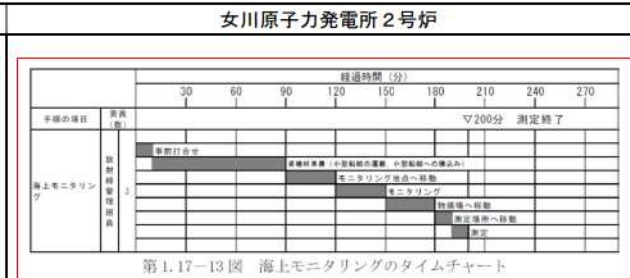 女川原子力発電所2号炉
経過時間(分)
30 60 90 120 150 180 210 240 270
手順の項目 要員(数)
▽200分 測定終了
海上モニタリング
放射線管理班員
3
事前打合せ
資機材準備(小型船舶の運搬、小型船舶への積込み)
モニタリング地点へ移動
モニタリング
物揚場へ移動
測定場所へ移動
測定
第1.17-13図 海上モニタリングのタイムチャート